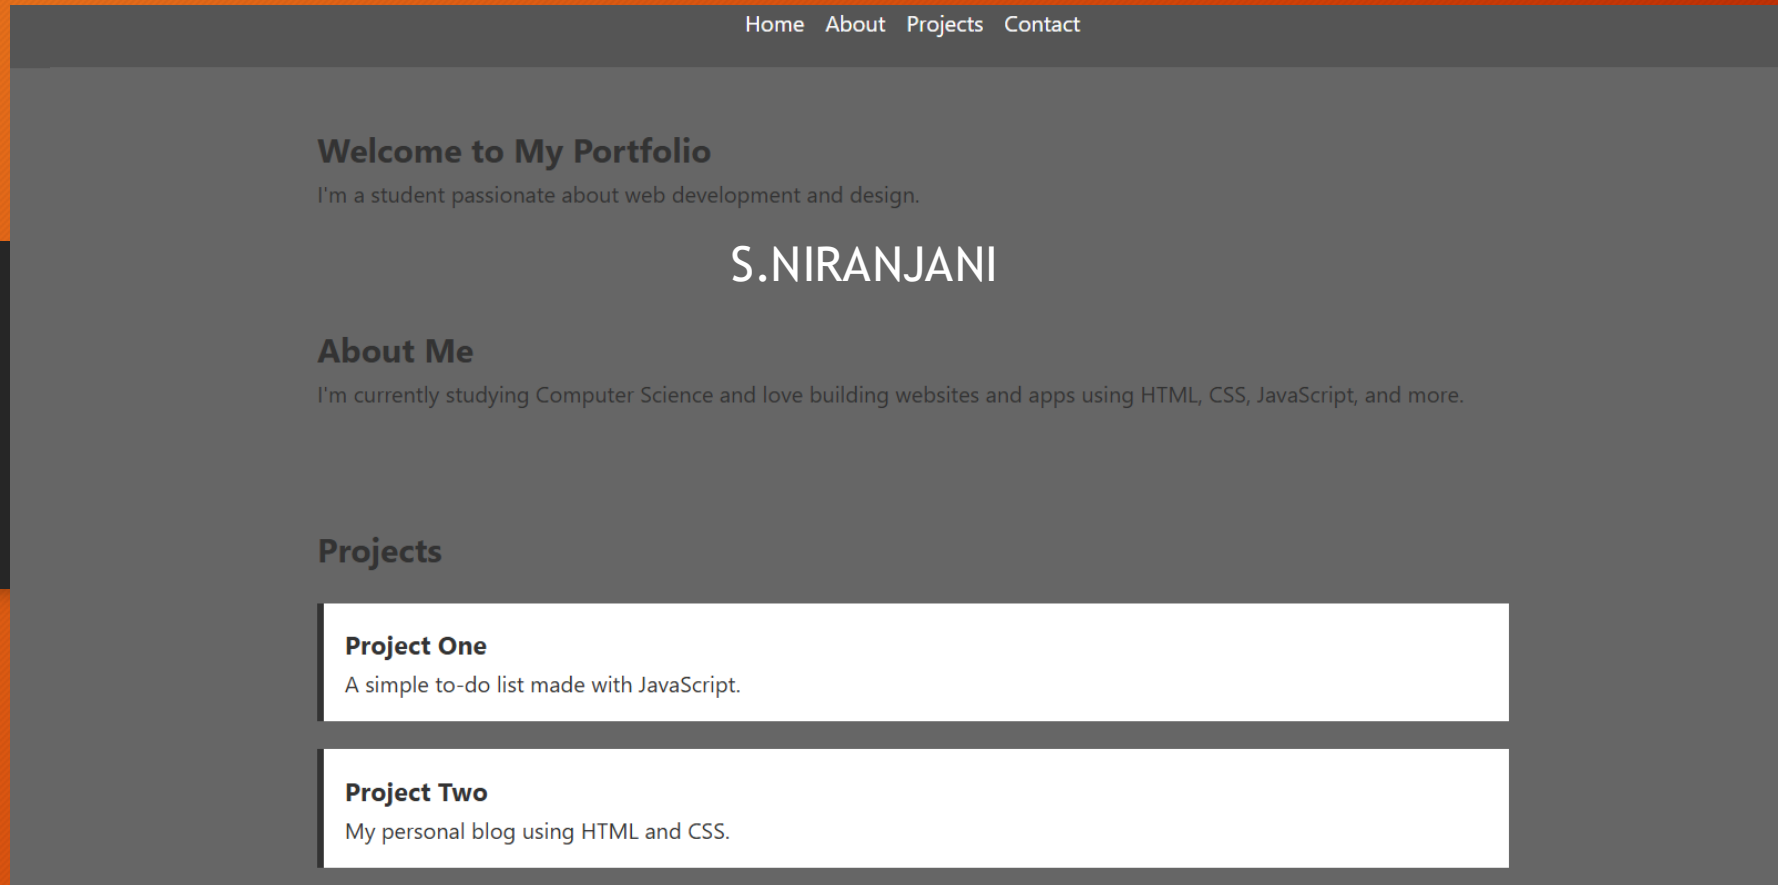 Home About Projects Contact
Welcome to My Portfolio
I'm a student passionate about web development and design.
S.NIRANJANI
About Me
I'm currently studying Computer Science and love building websites and apps using HTML, CSS, JavaScript, and more.
Projects
Project One
A simple to-do list made with JavaScript.
Project Two
My personal blog using HTML and CSS.